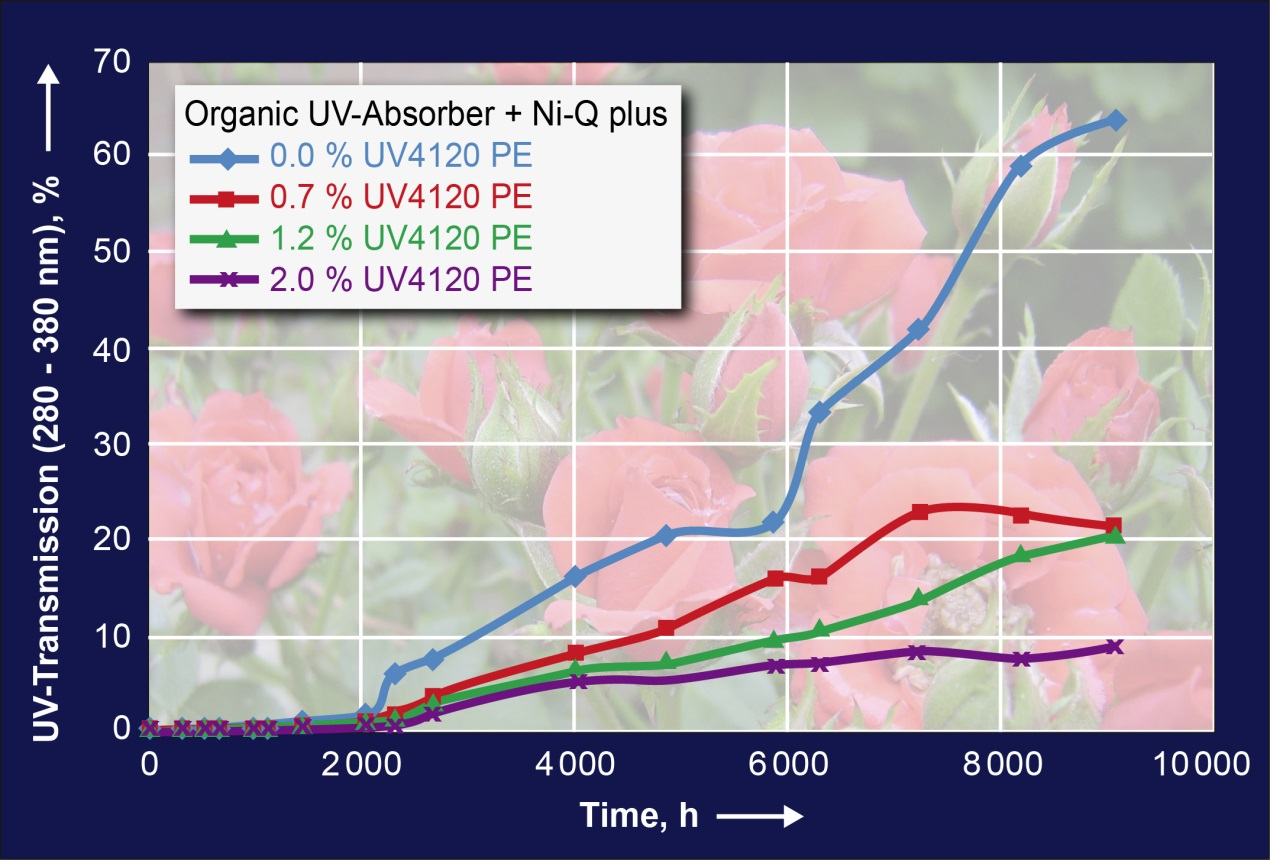 UV-Transmission (280 - 380 nm), %
70
60
50
40
30
20
10
0
Organic UV-Absorber + Ni-Q plus
0.0 % UV4120 PE
0.7 % UV4120 PE
1.2 % UV4120 PE
2.0 % UV4120 PE
0 2000 4000 6000 8000 10000
Time, h